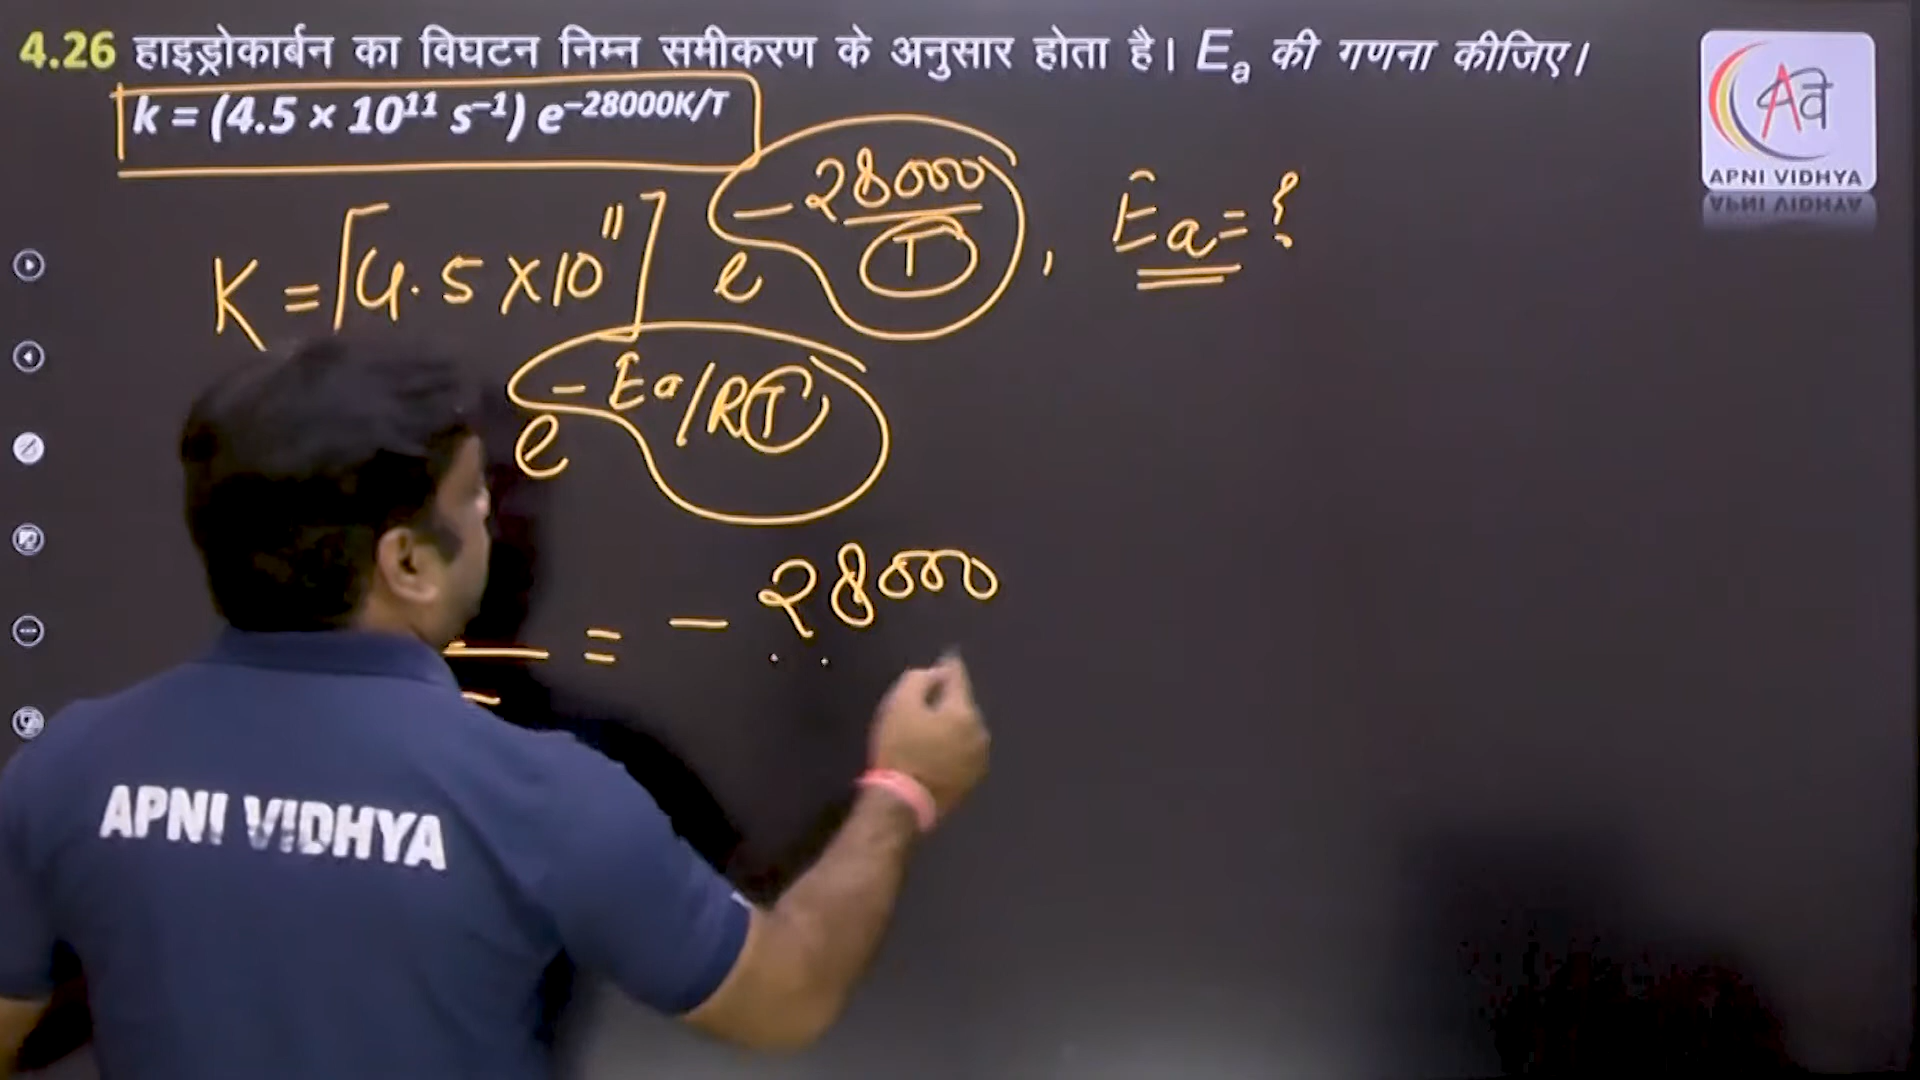 4.26 हाइड्रोकार्बन का विघटन निम्न समीकरण के अनुसार होता है। Eₐ की गणना कीजिए।
k = (4.5 × 10¹¹ s⁻¹) e⁻²⁸⁰⁰⁰ᴷ/ᵀ
APNI VIDHYA
K = [4.5 × 10¹¹] e^(-28000/T), Ea = ?
e^(-Ea/RT)
= - 28000
APNI VIDHYA